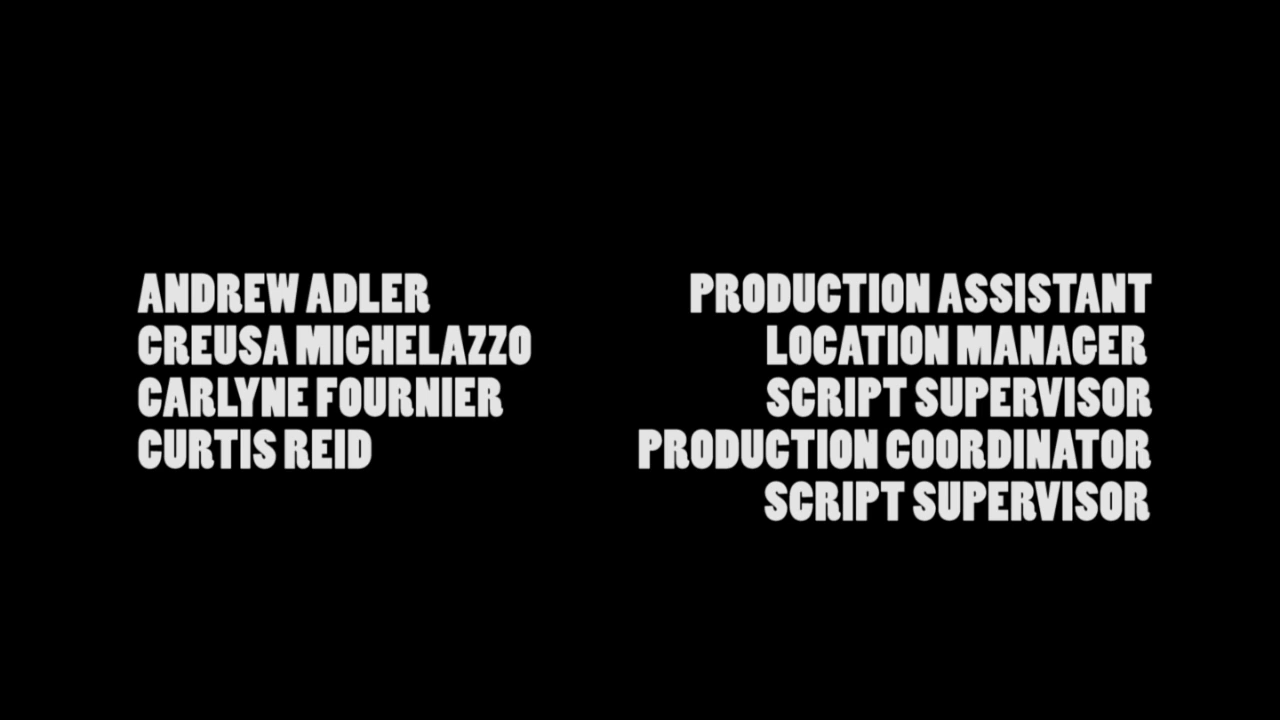 ANDREW ADLER PRODUCTION ASSISTANT
CREUSA MICHELAZZO LOCATION MANAGER
CARLYNE FOURNIER SCRIPT SUPERVISOR
CURTIS REID PRODUCTION COORDINATOR
SCRIPT SUPERVISOR